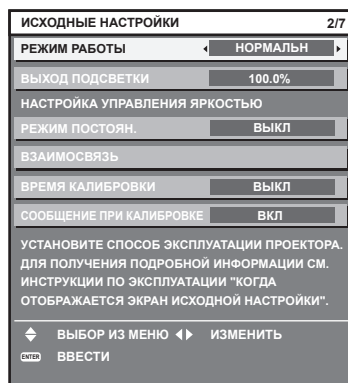 ИСХОДНЫЕ НАСТРОЙКИ 2/7
РЕЖИМ РАБОТЫ НОРМАЛЬН
ВЫХОД ПОДСВЕТКИ 100.0%
НАСТРОЙКА УПРАВЛЕНИЯ ЯРКОСТЬЮ
РЕЖИМ ПОСТОЯН. ВЫКЛ
ВЗАИМОСВЯЗЬ
ВРЕМЯ КАЛИБРОВКИ ВЫКЛ
СООБЩЕНИЕ ПРИ КАЛИБРОВКЕ ВКЛ
УСТАНОВИТЕ СПОСОБ ЭКСПЛУАТАЦИИ ПРОЕКТОРА.
ДЛЯ ПОЛУЧЕНИЯ ПОДРОБНОЙ ИНФОРМАЦИИ СМ.
ИНСТРУКЦИИ ПО ЭКСПЛУАТАЦИИ "КОГДА
ОТОБРАЖАЕТСЯ ЭКРАН ИСХОДНОЙ НАСТРОЙКИ".
ВЫБОР ИЗ МЕНЮ ИЗМЕНИТЬ
ENTER ВВЕСТИ